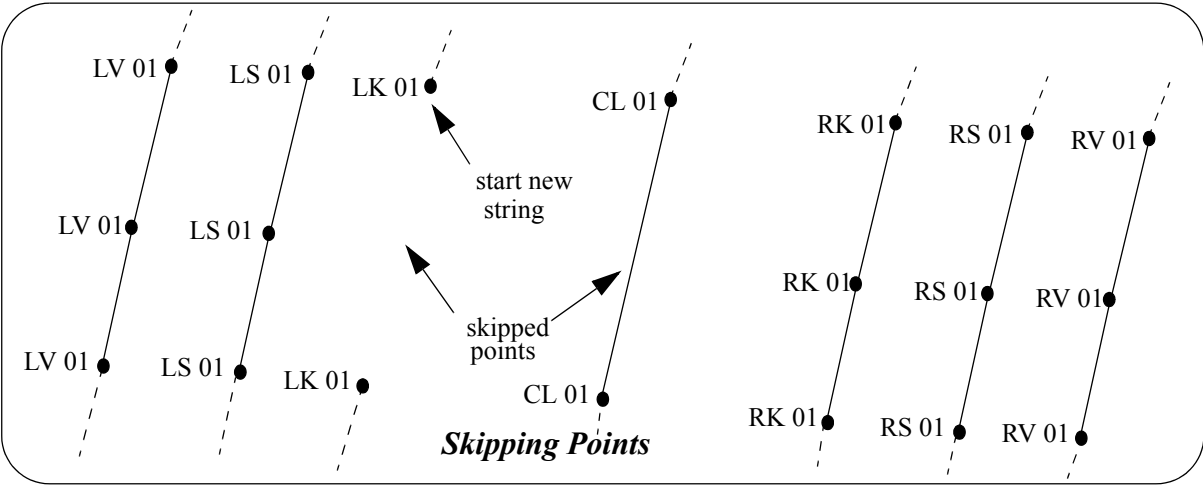 LV 01
LS 01
LK 01
CL 01
RK 01
RS 01
RV 01
start new
string
LV 01
LS 01
RK 01
RS 01
RV 01
skipped
points
LV 01
LS 01
LK 01
CL 01
RK 01
RS 01
RV 01
Skipping Points